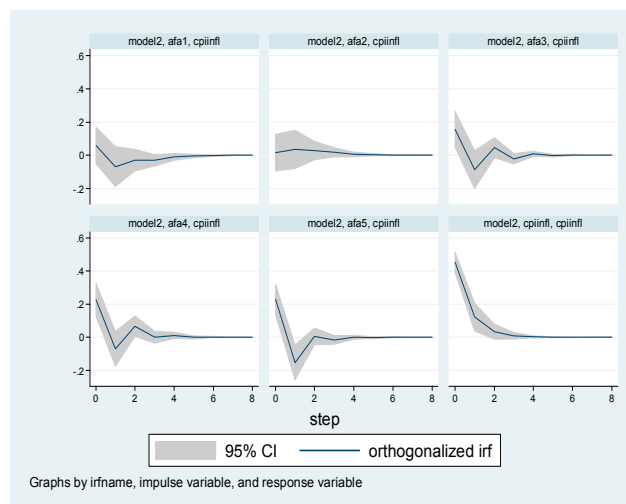 model2, afa1, cpiinfl
model2, afa2, cpiinfl
model2, afa3, cpiinfl
.6
.4
.2
0
-.2
model2, afa4, cpiinfl
model2, afa5, cpiinfl
model2, cpiinfl, cpiinfl
.6
.4
.2
0
-.2
0 2 4 6 8
0 2 4 6 8
0 2 4 6 8
step
95% CI
orthogonalized irf
Graphs by irfname, impulse variable, and response variable